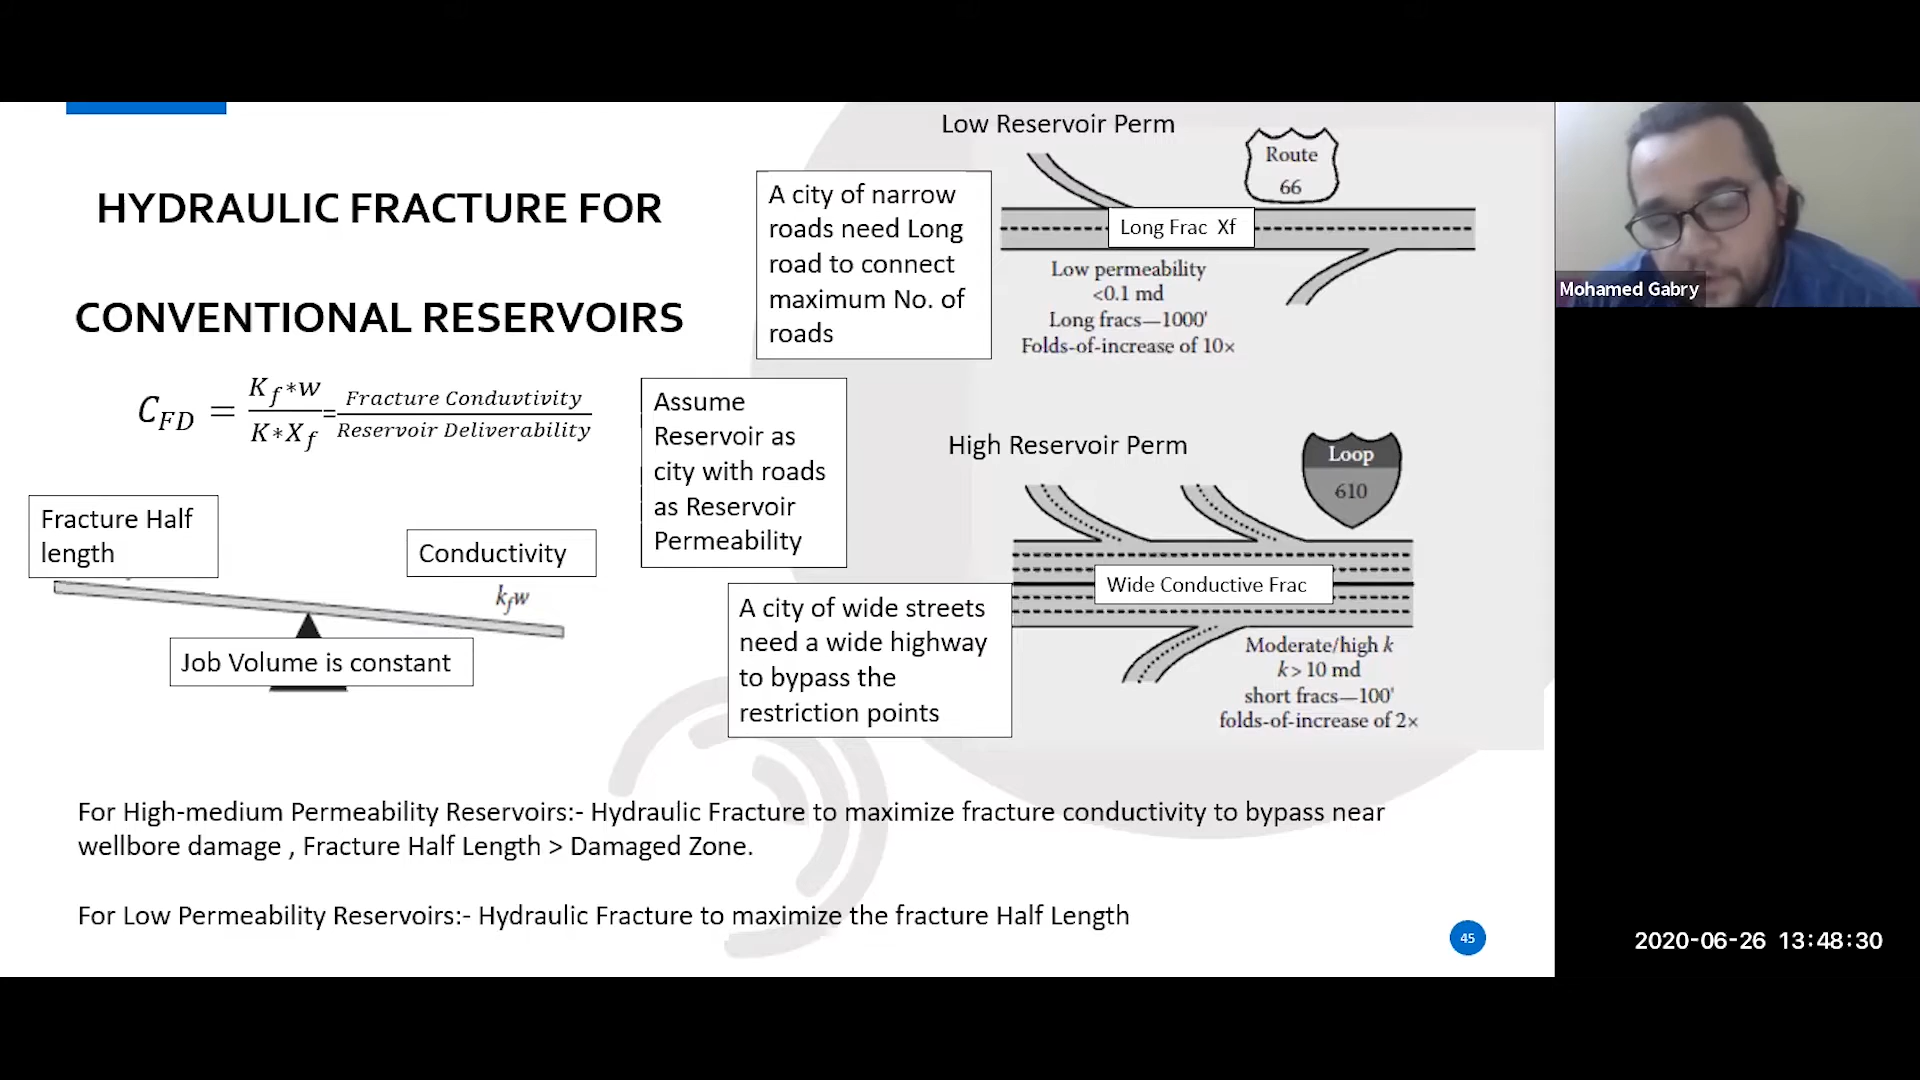 HYDRAULIC FRACTURE FOR
CONVENTIONAL RESERVOIRS
C_FD = K_f*w / K*X_f = Fracture Conduvtivity / Reservoir Deliverability
Fracture Half
length
Conductivity
k_fw
Job Volume is constant
Assume
Reservoir as
city with roads
as Reservoir
Permeability
Low Reservoir Perm
Route
66
A city of narrow
roads need Long
road to connect
maximum No. of
roads
Long Frac Xf
Low permeability
<0.1 md
Long fracs—1000'
Folds-of-increase of 10×
High Reservoir Perm
Loop
610
Wide Conductive Frac
A city of wide streets
need a wide highway
to bypass the
restriction points
Moderate/high k
k > 10 md
short fracs—100'
folds-of-increase of 2×
For High-medium Permeability Reservoirs:- Hydraulic Fracture to maximize fracture conductivity to bypass near
wellbore damage , Fracture Half Length > Damaged Zone.
For Low Permeability Reservoirs:- Hydraulic Fracture to maximize the fracture Half Length
45
Mohamed Gabry
2020-06-26 13:48:30